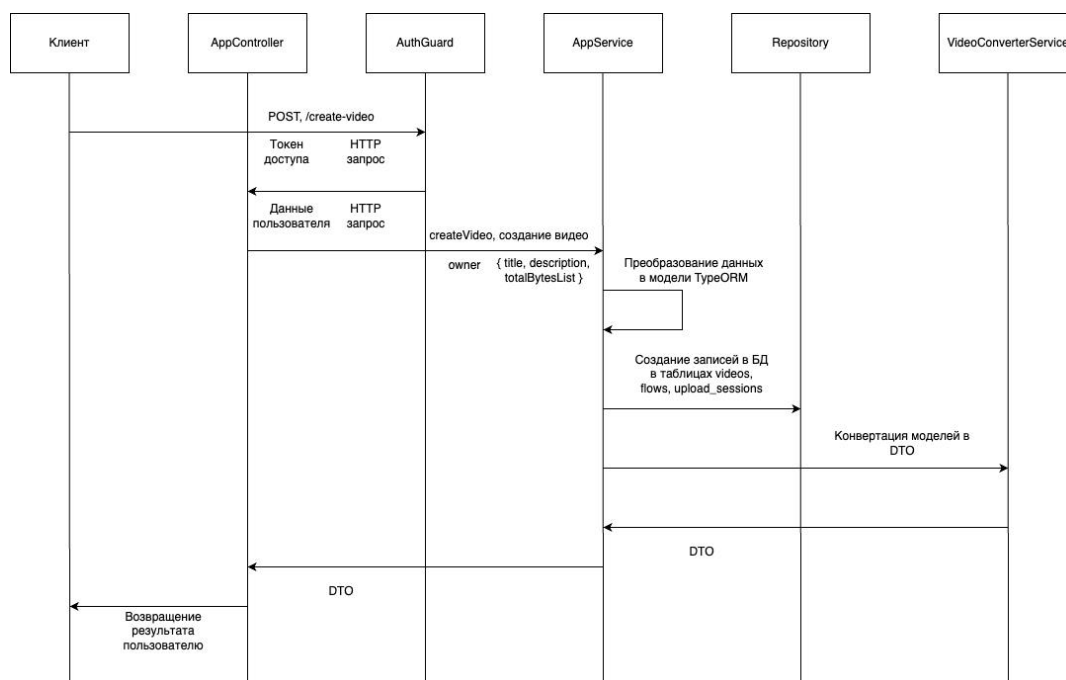 Клиент
AppController
AuthGuard
AppService
Repository
VideoConverterService
POST, /create-video
Токен
доступа
HTTP
запрос
Данные
пользователя
HTTP
запрос
createVideo, создание видео
owner
{ title, description,
totalBytesList }
Преобразование данных
в модели TypeORM
Создание записей в БД
в таблицах videos,
flows, upload_sessions
Конвертация моделей в
DTO
DTO
DTO
Возвращение
результата
пользователю